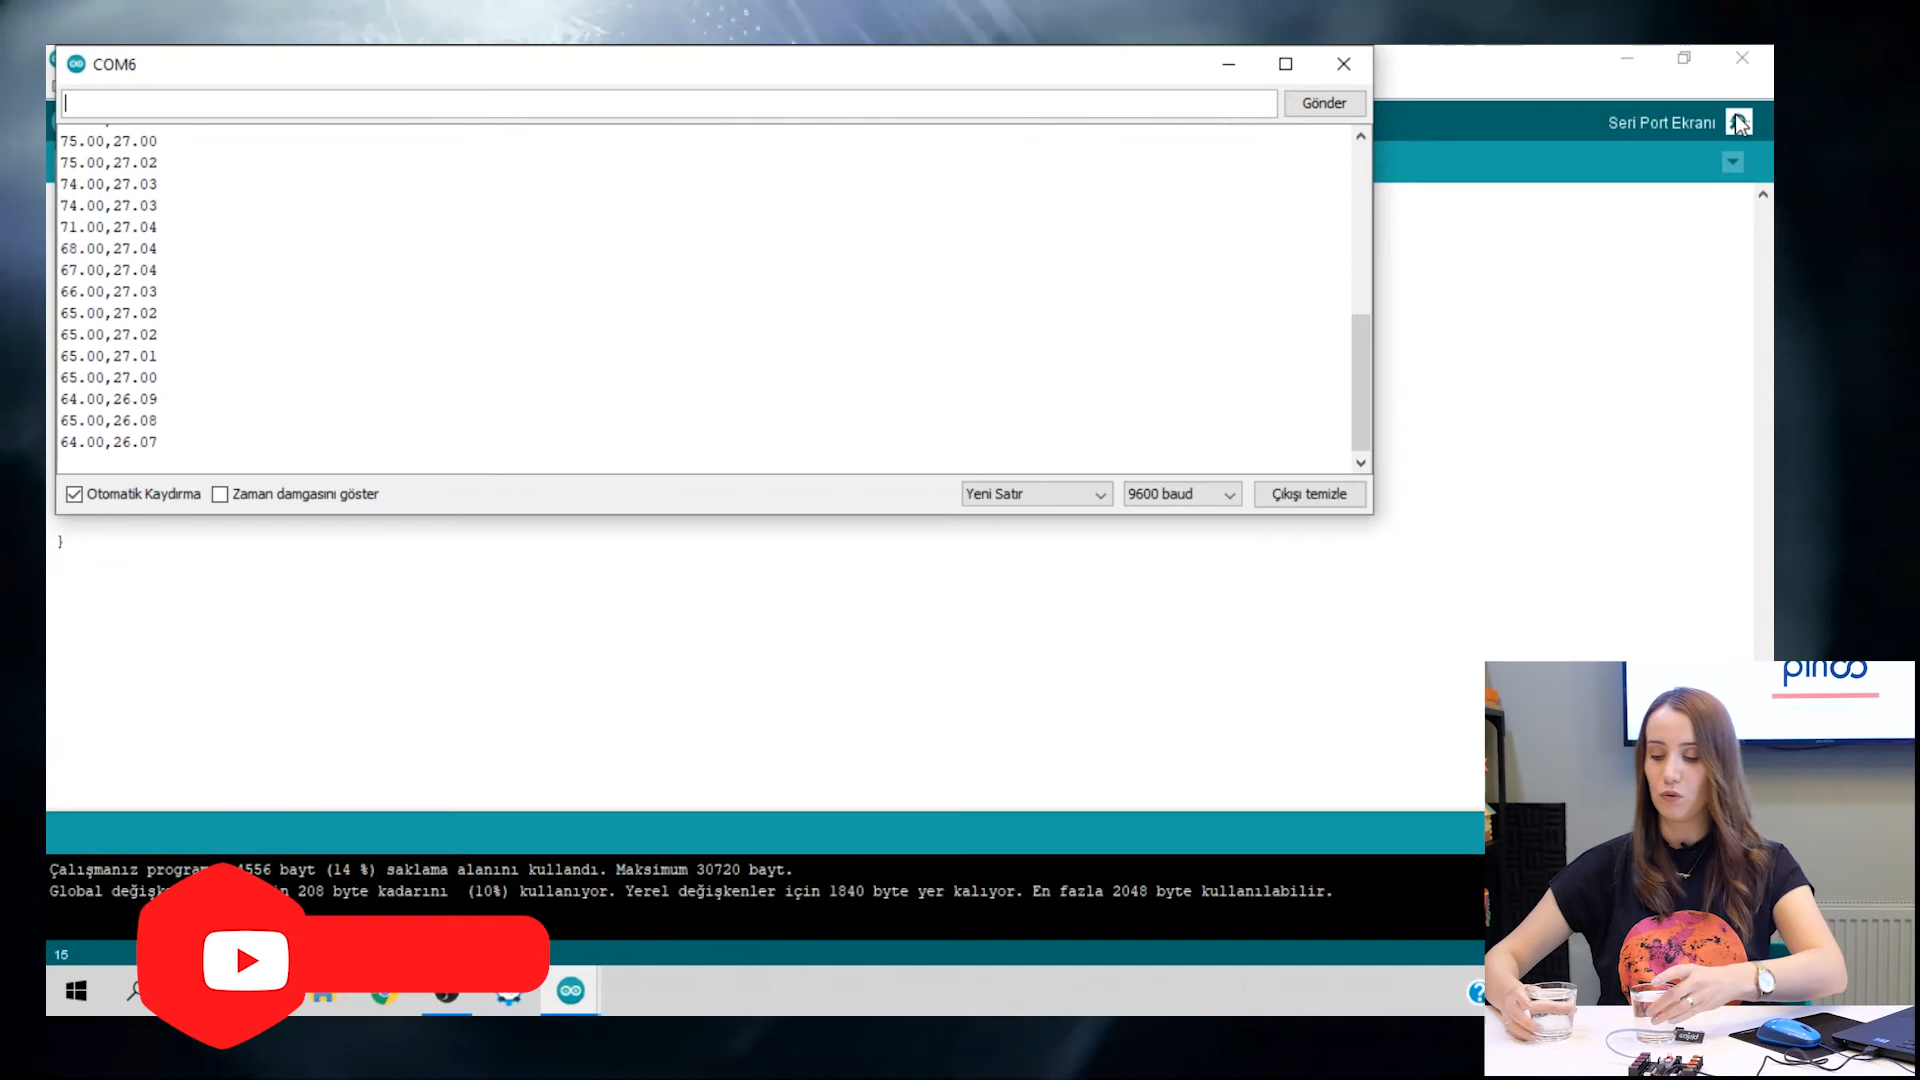 COM6
Gönder
Seri Port Ekranı
75.00,27.00
75.00,27.02
74.00,27.03
74.00,27.03
71.00,27.04
68.00,27.04
67.00,27.04
66.00,27.03
65.00,27.02
65.00,27.02
65.00,27.01
65.00,27.00
64.00,26.09
65.00,26.08
64.00,26.07
Otomatik Kaydırma
Zaman damgasını göster
Yeni Satır
9600 baud
Çıkışı temizle
}
pinoo
Çalışmanız program 4556 bayt (14 %) saklama alanını kullandı. Maksimum 30720 bayt.
Global değişk n 208 byte kadarını (10%) kullanıyor. Yerel değişkenler için 1840 byte yer kalıyor. En fazla 2048 byte kullanılabilir.
15